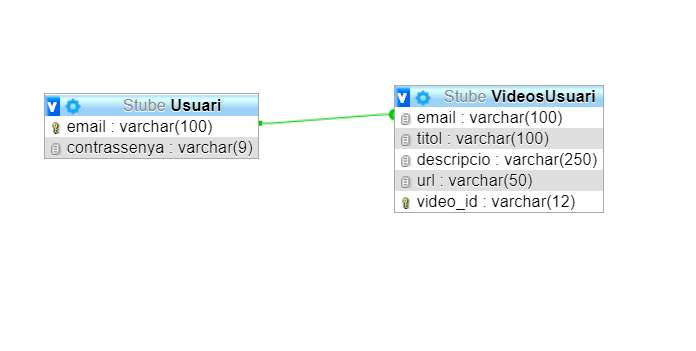 Stube Usuari
email : varchar(100)
contrassenya : varchar(9)
Stube VideosUsuari
email : varchar(100)
titol : varchar(100)
descripcio : varchar(250)
url : varchar(50)
video_id : varchar(12)